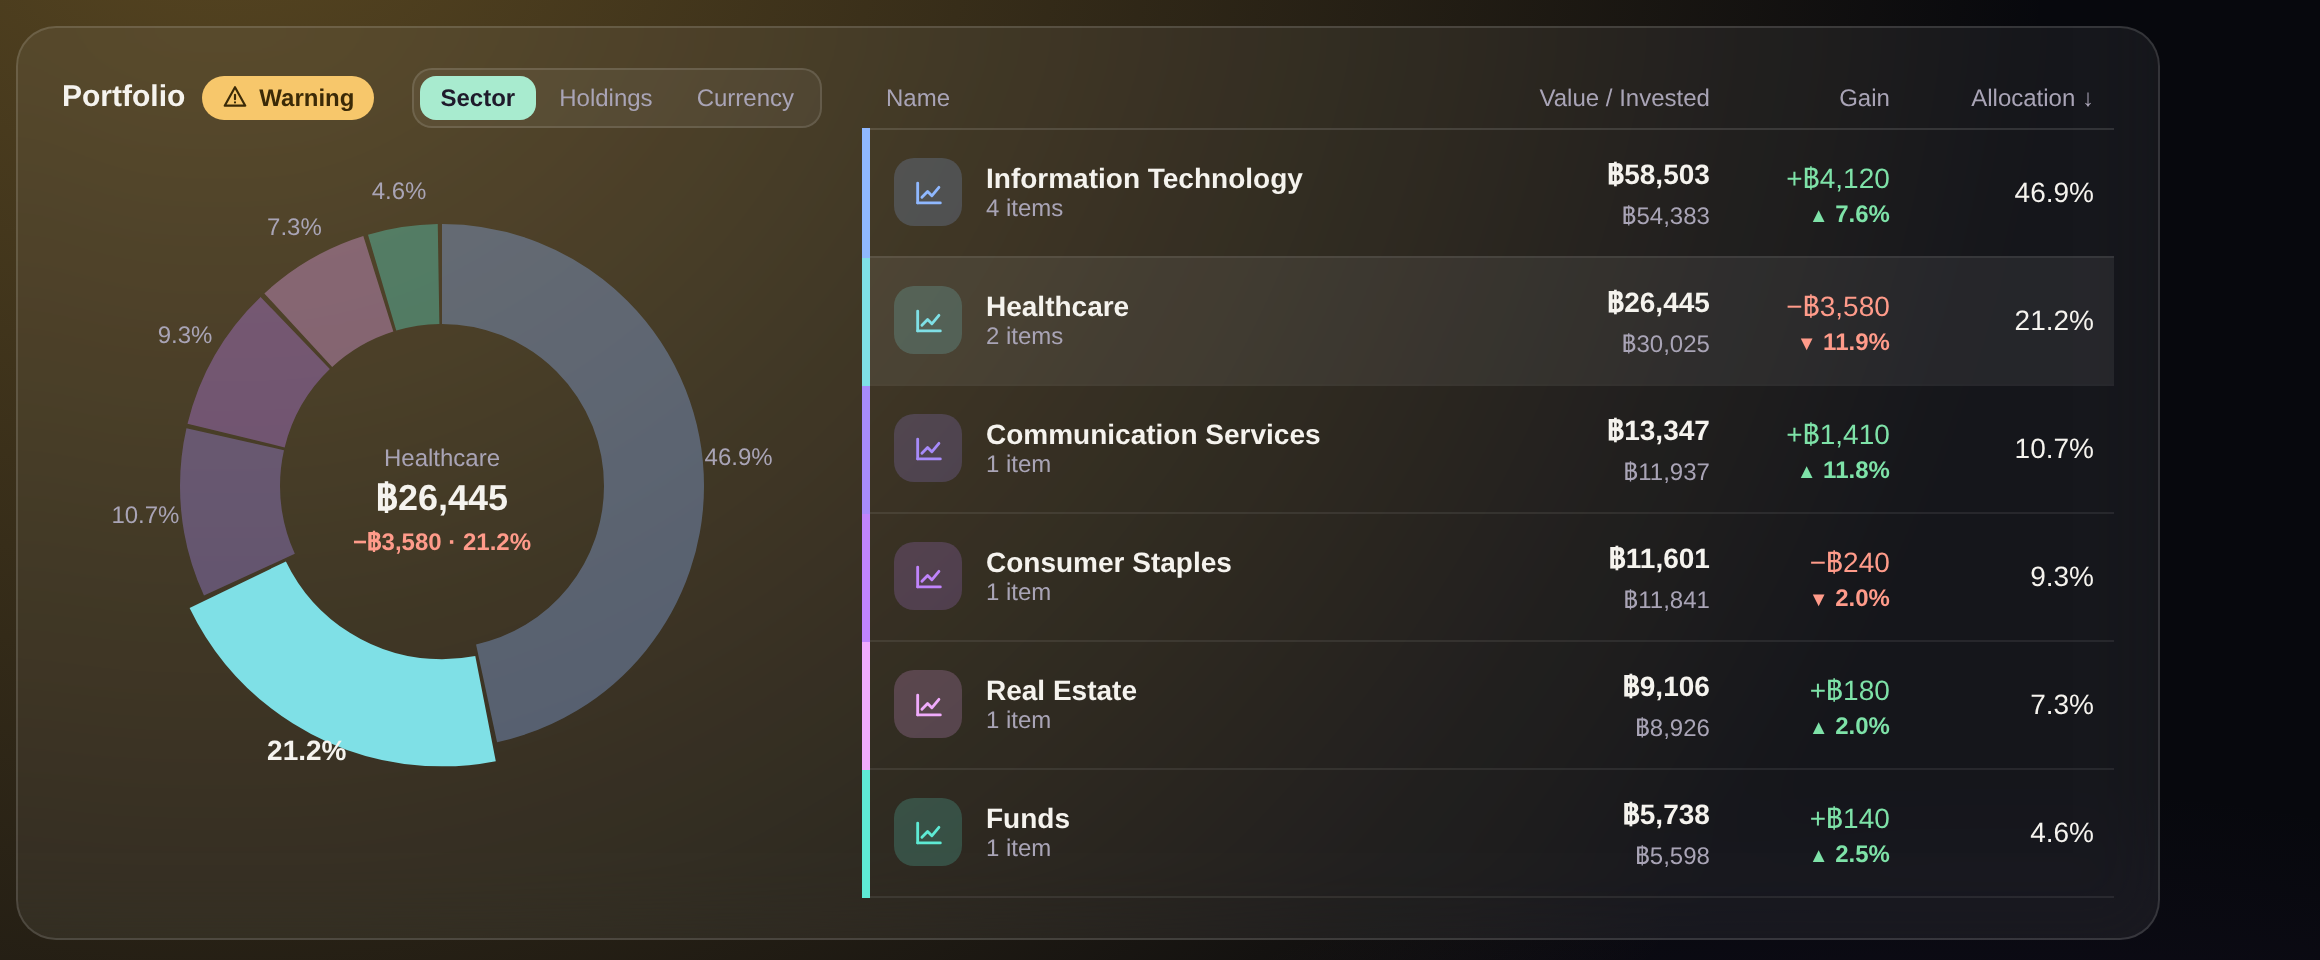 Portfolio
Warning
Sector
Holdings
Currency
4.6%
7.3%
9.3%
46.9%
10.7%
21.2%
Healthcare
฿26,445
−฿3,580 · 21.2%
Name Value / Invested Gain Allocation ↓
Information Technology
4 items
฿58,503
฿54,383
+฿4,120
▲ 7.6%
46.9%
Healthcare
2 items
฿26,445
฿30,025
−฿3,580
▼ 11.9%
21.2%
Communication Services
1 item
฿13,347
฿11,937
+฿1,410
▲ 11.8%
10.7%
Consumer Staples
1 item
฿11,601
฿11,841
−฿240
▼ 2.0%
9.3%
Real Estate
1 item
฿9,106
฿8,926
+฿180
▲ 2.0%
7.3%
Funds
1 item
฿5,738
฿5,598
+฿140
▲ 2.5%
4.6%